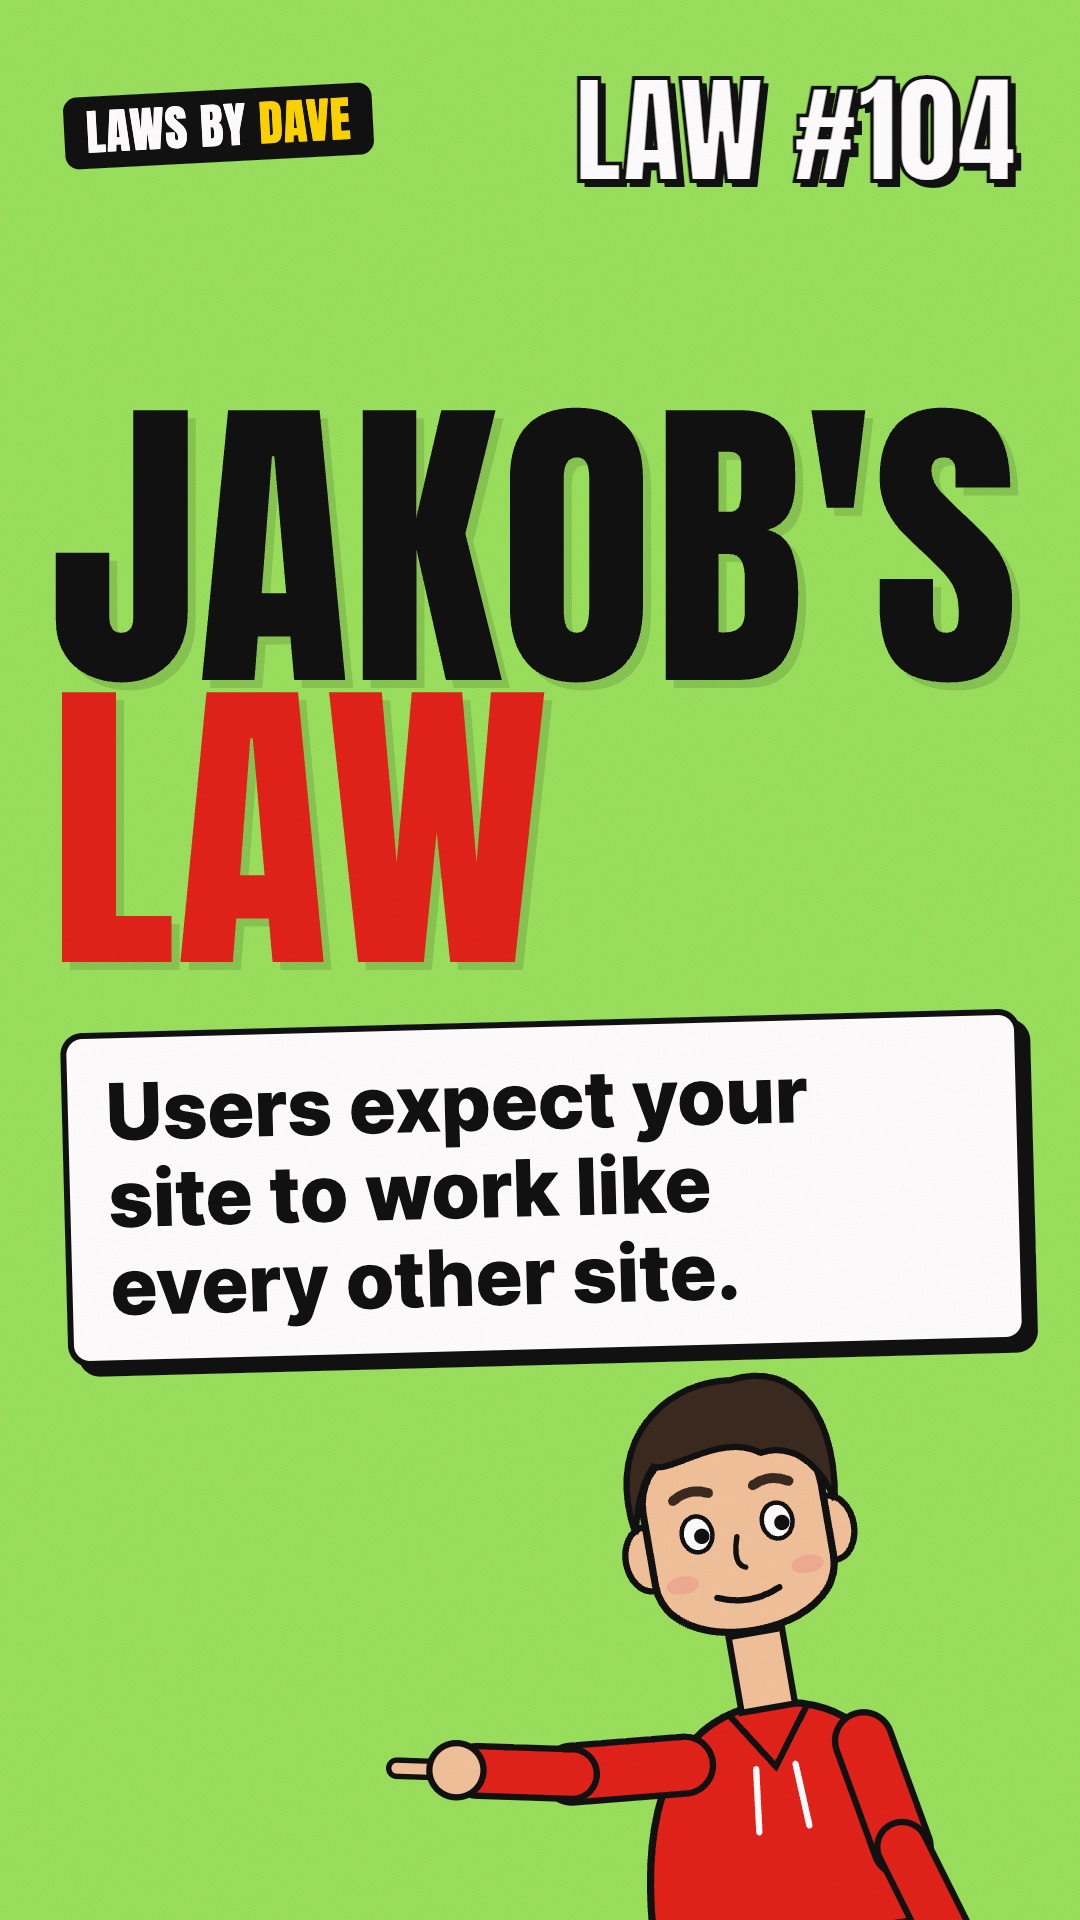 LAWS BY DAVE
LAW #104
JAKOB'S
LAW
Users expect your
site to work like
every other site.